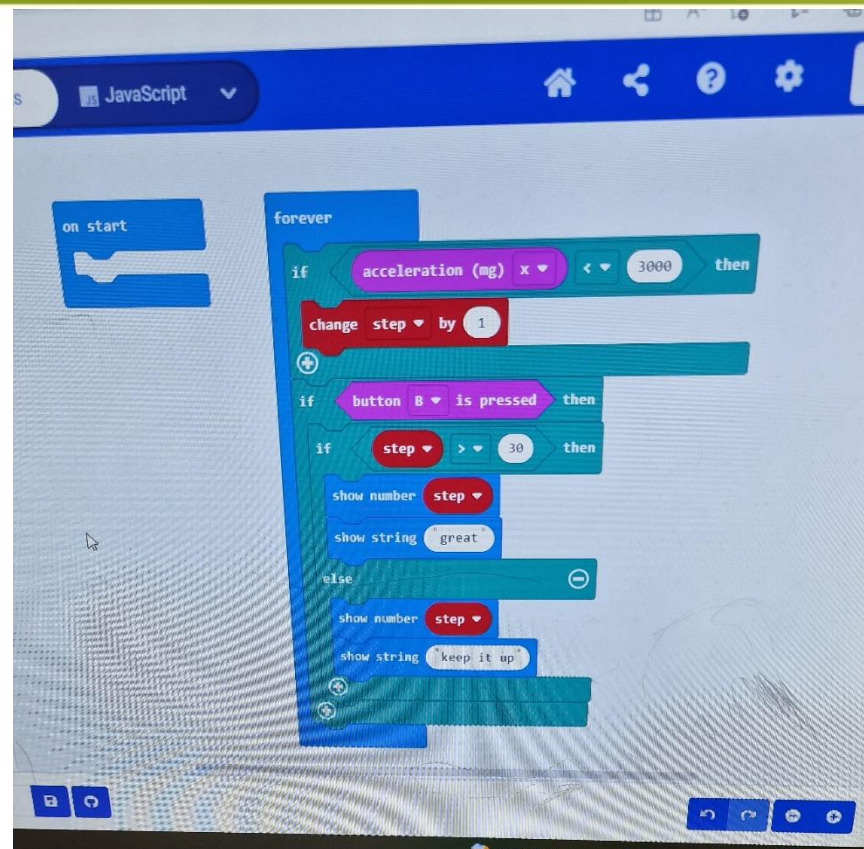 S
JS JavaScript
on start
forever
if acceleration (mg) x < 3000 then
change step by 1
if button B is pressed then
if step > 30 then
show number step
show string "great"
else
show number step
show string "keep it up"